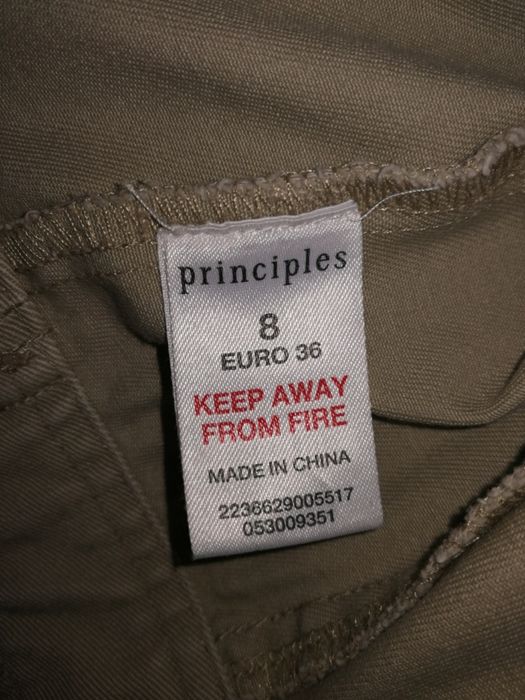 principles
8
EURO 36
KEEP AWAY
FROM FIRE
MADE IN CHINA
2236629005517
053009351